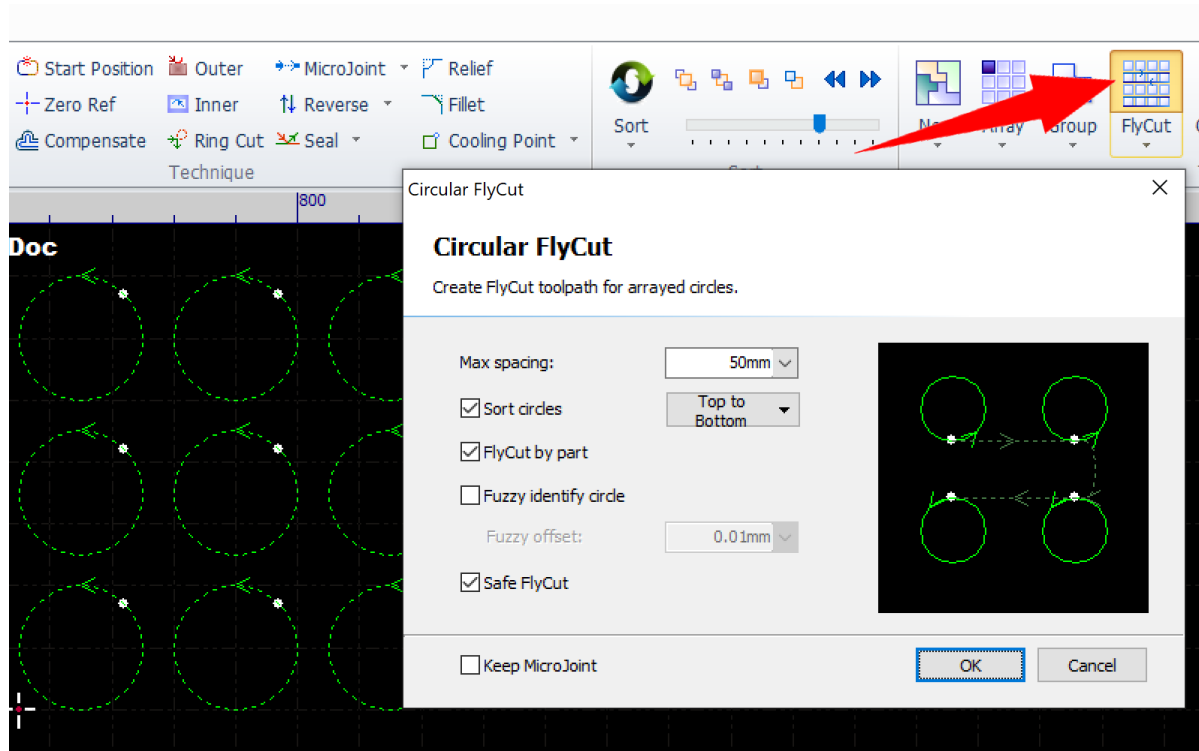 Start Position Outer MicroJoint Relief
Zero Ref Inner Reverse Fillet
Compensate Ring Cut Seal Cooling Point
Sort Array Group FlyCut
Technique
800
Doc
Circular FlyCut
Circular FlyCut
Create FlyCut toolpath for arrayed circles.
Max spacing: 50mm
Sort circles Top to
Bottom
FlyCut by part
Fuzzy identify circle
Fuzzy offset: 0.01mm
Safe FlyCut
Keep MicroJoint OK Cancel